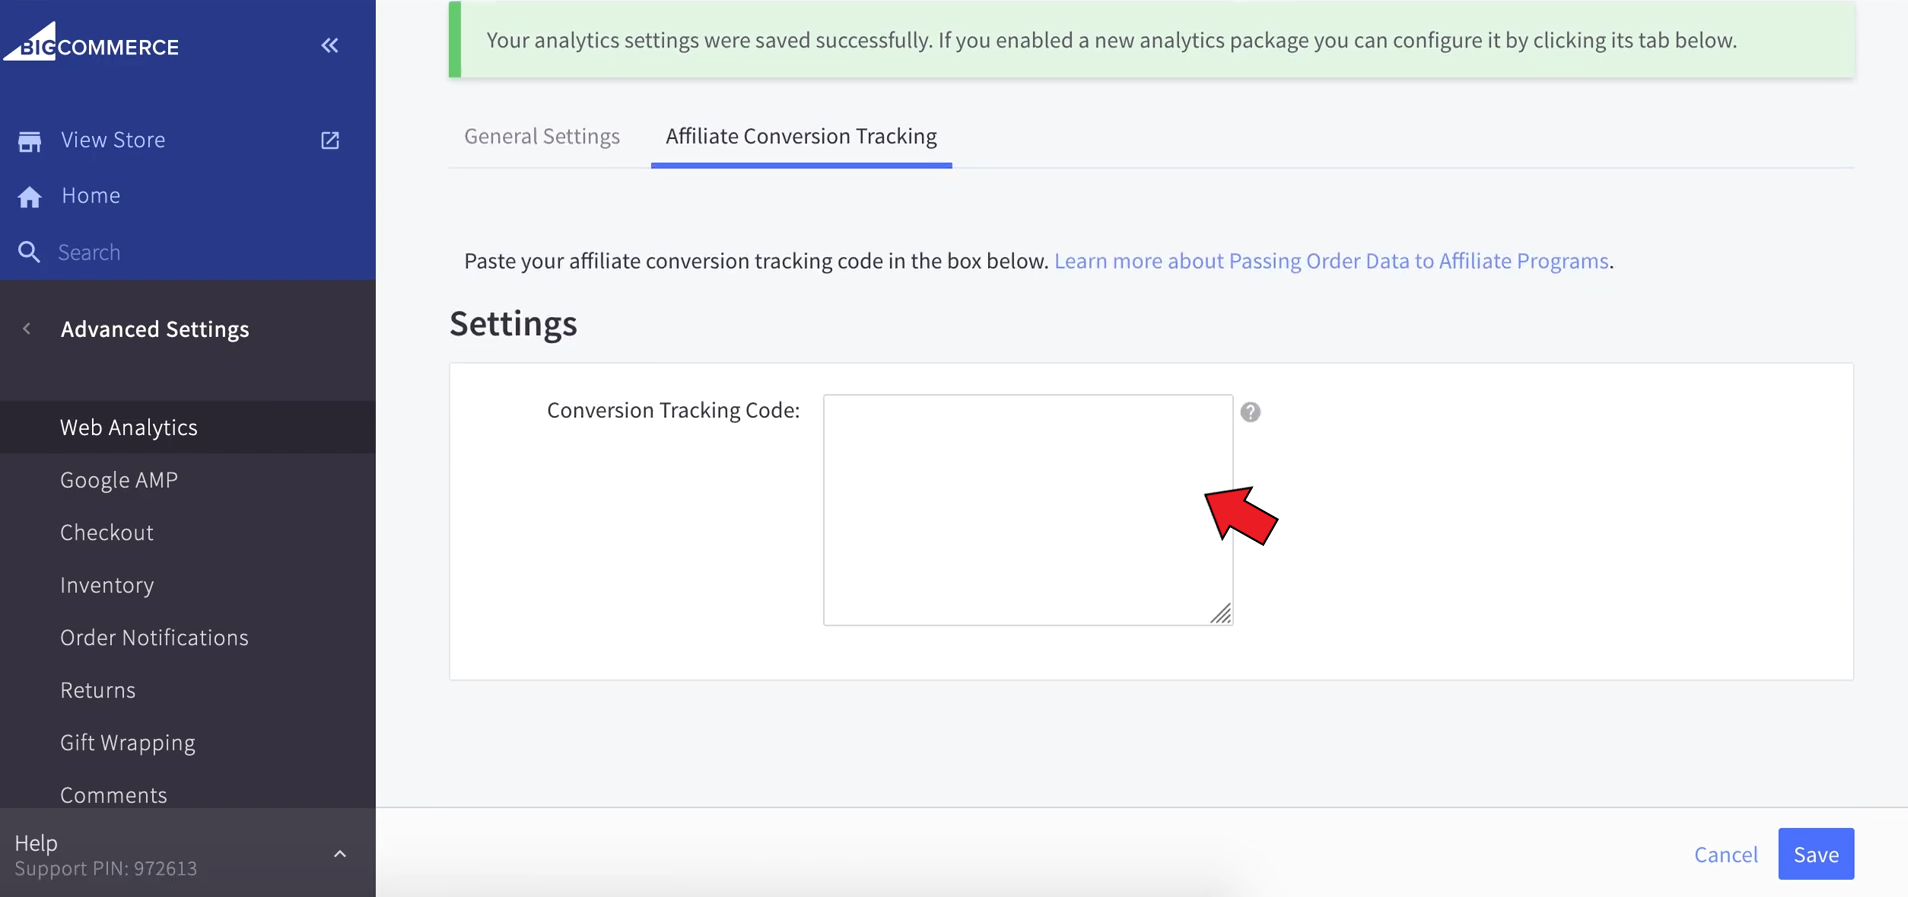 BIGCOMMERCE
View Store
Home
Search
Advanced Settings
Web Analytics
Google AMP
Checkout
Inventory
Order Notifications
Returns
Gift Wrapping
Comments
Help
Support PIN: 972613
Your analytics settings were saved successfully. If you enabled a new analytics package you can configure it by clicking its tab below.
General Settings
Affiliate Conversion Tracking
Paste your affiliate conversion tracking code in the box below. Learn more about Passing Order Data to Affiliate Programs.
Settings
Conversion Tracking Code:
?
Cancel
Save